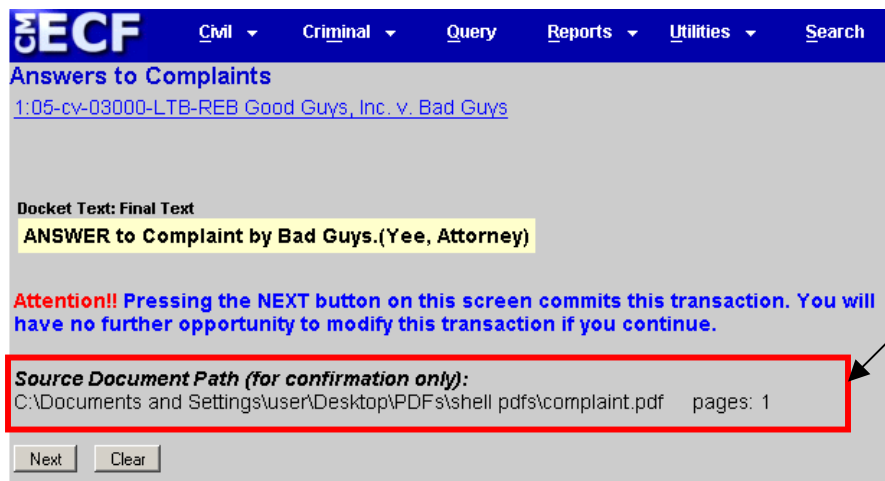 CM ECF Civil Criminal Query Reports Utilities Search
Answers to Complaints
1:05-cv-03000-LTB-REB Good Guys, Inc. v. Bad Guys
Docket Text: Final Text
ANSWER to Complaint by Bad Guys.(Yee, Attorney)
Attention!! Pressing the NEXT button on this screen commits this transaction. You will
have no further opportunity to modify this transaction if you continue.
Source Document Path (for confirmation only):
C:\Documents and Settings\user\Desktop\PDFs\shell pdfs\complaint.pdf pages: 1
Next Clear